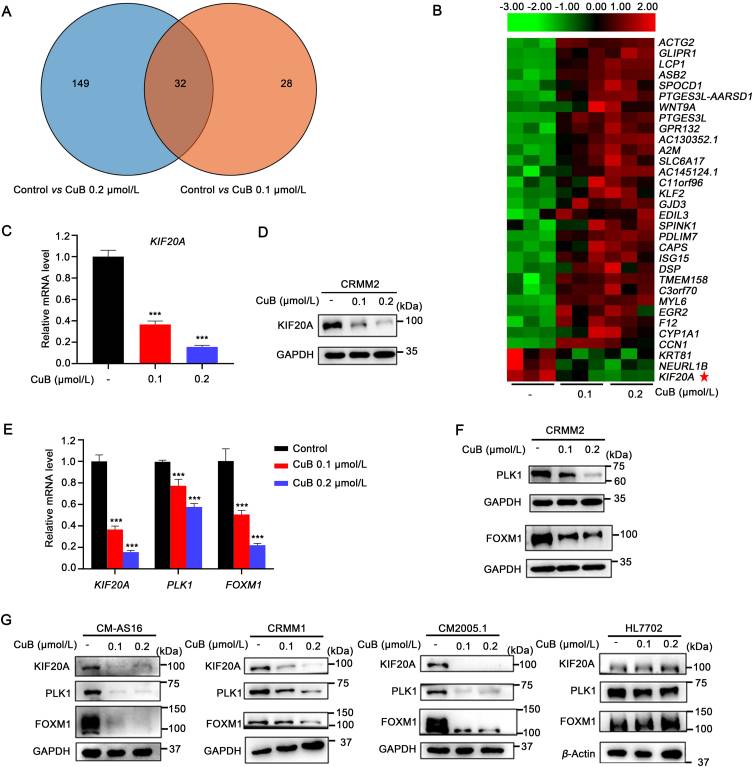 A
149
32
28
Control vs CuB 0.2 μmol/L
Control vs CuB 0.1 μmol/L
B
-3.00 -2.00 -1.00 0.00 1.00 2.00
ACTG2
GLIPR1
LCP1
ASB2
SPOCD1
PTGES3L-AARSD1
WNT9A
PTGES3L
GPR132
AC130352.1
A2M
SLC6A17
AC145124.1
C11orf96
KLF2
GJD3
EDIL3
SPINK1
PDLIM7
CAPS
ISG15
DSP
TMEM158
C3orf70
MYL6
EGR2
F12
CYP1A1
CCN1
KRT81
NEURL1B
KIF20A
- 0.1 0.2 CuB (μmol/L)
C
KIF20A
Relative mRNA level
1.2
1.0
0.8
0.6
0.4
0.2
0
***
***
CuB (μmol/L) - 0.1 0.2
D
CRMM2
CuB (μmol/L) - 0.1 0.2 (kDa)
KIF20A 100
GAPDH 35
E
Relative mRNA level
1.2
1.0
0.8
0.6
0.4
0.2
0
*** *** *** *** *** ***
KIF20A PLK1 FOXM1
Control
CuB 0.1 μmol/L
CuB 0.2 μmol/L
F
CRMM2
CuB (μmol/L) - 0.1 0.2 (kDa)
PLK1 75
60
GAPDH 35
FOXM1 100
GAPDH 35
G
CM-AS16
CuB (μmol/L) - 0.1 0.2 (kDa)
KIF20A 100
PLK1 75
FOXM1 150
100
GAPDH 37
CRMM1
CuB (μmol/L) - 0.1 0.2 (kDa)
KIF20A 100
PLK1 75
FOXM1 150
100
GAPDH 37
CM2005.1
CuB (μmol/L) - 0.1 0.2 (kDa)
KIF20A 100
PLK1 75
FOXM1 150
100
GAPDH 37
HL7702
CuB (μmol/L) - 0.1 0.2 (kDa)
KIF20A 100
PLK1 75
FOXM1 150
100
β-Actin 37